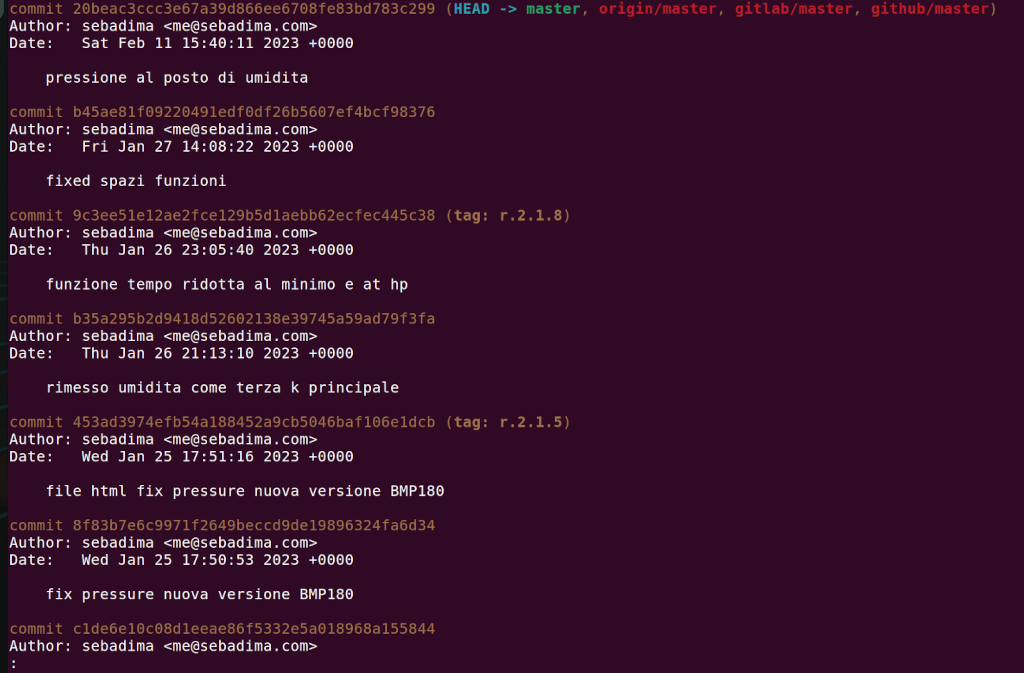 commit 20beac3ccc3e67a39d866ee6708fe83bd783c299 (HEAD -> master, origin/master, gitlab/master, github/master)
Author: sebadima <me@sebadima.com>
Date:   Sat Feb 11 15:40:11 2023 +0000
    pressione al posto di umidita
commit b45ae81f09220491edf0df26b5607ef4bcf98376
Author: sebadima <me@sebadima.com>
Date:   Fri Jan 27 14:08:22 2023 +0000
    fixed spazi funzioni
commit 9c3ee51e12ae2fce129b5d1aebb62ecfec445c38 (tag: r.2.1.8)
Author: sebadima <me@sebadima.com>
Date:   Thu Jan 26 23:05:40 2023 +0000
    funzione tempo ridotta al minimo e at hp
commit b35a295b2d9418d52602138e39745a59ad79f3fa
Author: sebadima <me@sebadima.com>
Date:   Thu Jan 26 21:13:10 2023 +0000
    rimesso umidita come terza k principale
commit 453ad3974efb54a188452a9cb5046baf106e1dcb (tag: r.2.1.5)
Author: sebadima <me@sebadima.com>
Date:   Wed Jan 25 17:51:16 2023 +0000
    file html fix pressure nuova versione BMP180
commit 8f83b7e6c9971f2649beccd9de19896324fa6d34
Author: sebadima <me@sebadima.com>
Date:   Wed Jan 25 17:50:53 2023 +0000
    fix pressure nuova versione BMP180
commit c1de6e10c08d1eeae86f5332e5a018968a155844
Author: sebadima <me@sebadima.com>
: